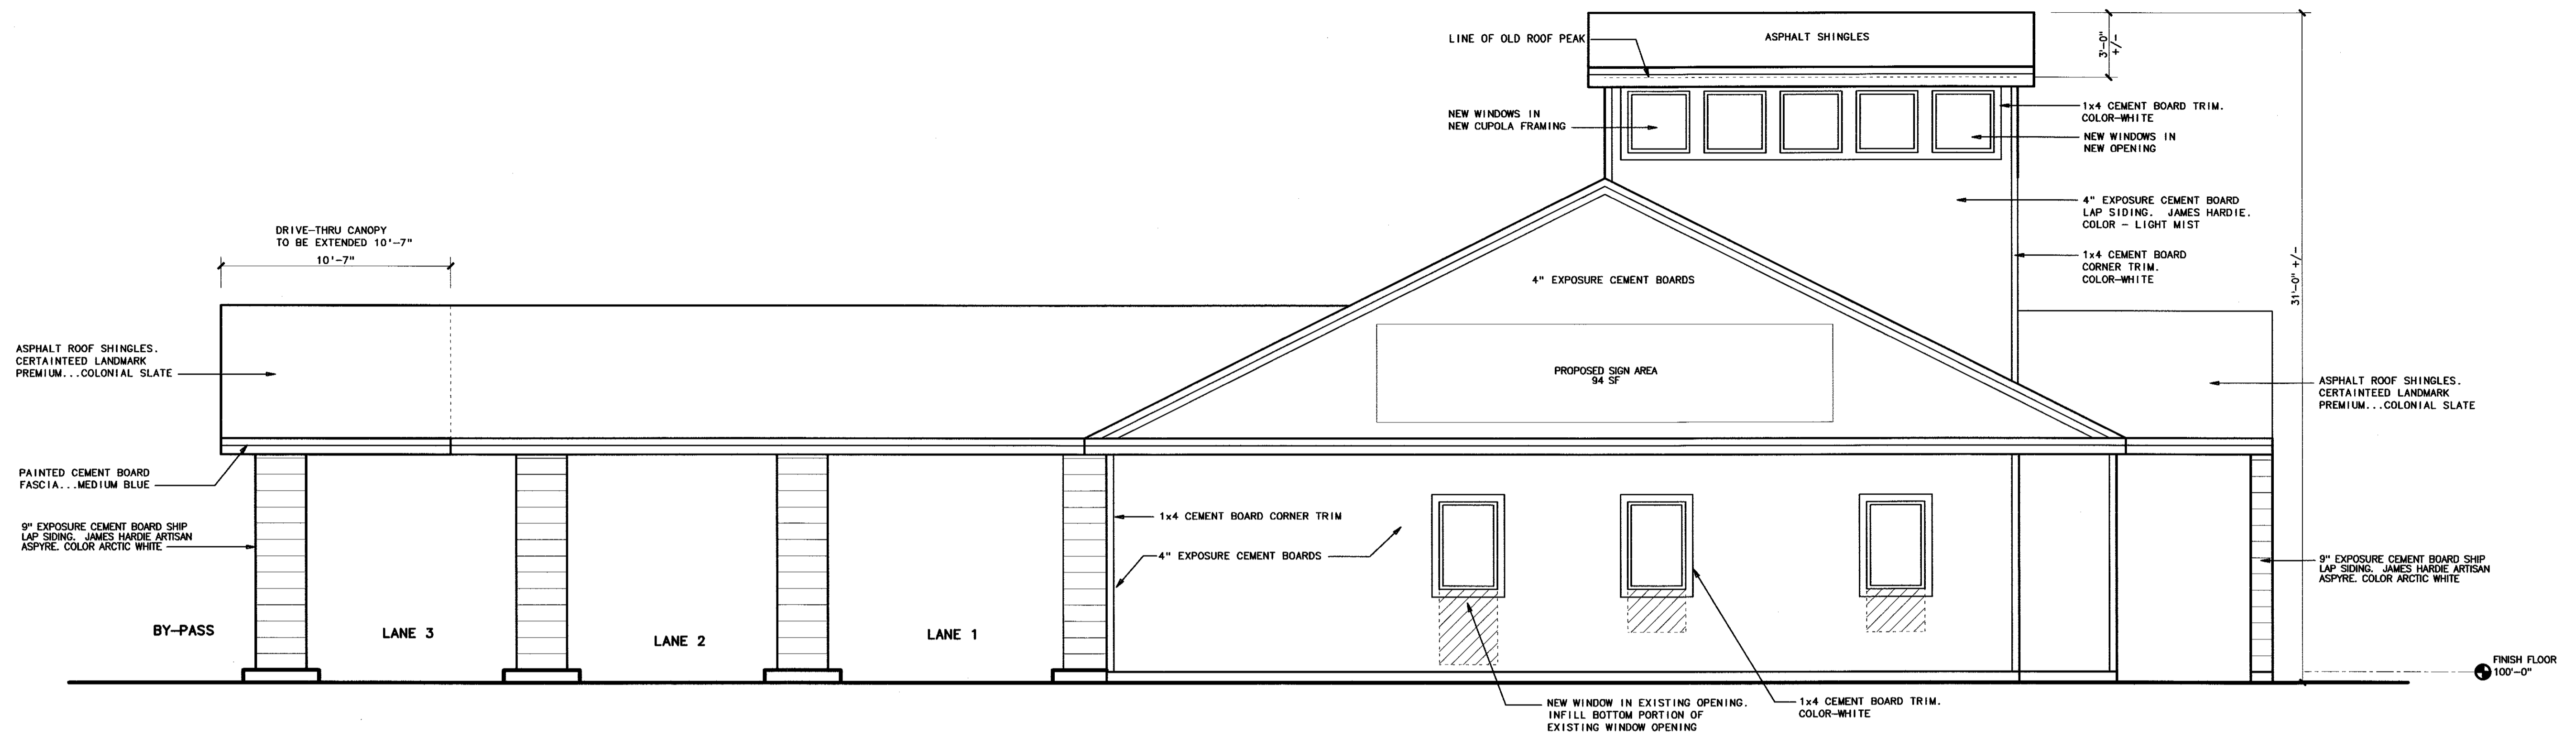 LINE OF OLD ROOF PEAK
ASPHALT SHINGLES
3'-0"
+/-
NEW WINDOWS IN
NEW CUPOLA FRAMING
1x4 CEMENT BOARD TRIM.
COLOR-WHITE
NEW WINDOWS IN
NEW OPENING
4" EXPOSURE CEMENT BOARD
LAP SIDING. JAMES HARDIE.
COLOR - LIGHT MIST
1x4 CEMENT BOARD
CORNER TRIM.
COLOR-WHITE
31'-0" +/-
DRIVE-THRU CANOPY
TO BE EXTENDED 10'-7"
10'-7"
4" EXPOSURE CEMENT BOARDS
PROPOSED SIGN AREA
94 SF
ASPHALT ROOF SHINGLES.
CERTAINTEED LANDMARK
PREMIUM...COLONIAL SLATE
ASPHALT ROOF SHINGLES.
CERTAINTEED LANDMARK
PREMIUM...COLONIAL SLATE
PAINTED CEMENT BOARD
FASCIA...MEDIUM BLUE
9" EXPOSURE CEMENT BOARD SHIP
LAP SIDING. JAMES HARDIE ARTISAN
ASPYRE. COLOR ARCTIC WHITE
1x4 CEMENT BOARD CORNER TRIM
4" EXPOSURE CEMENT BOARDS
9" EXPOSURE CEMENT BOARD SHIP
LAP SIDING. JAMES HARDIE ARTISAN
ASPYRE. COLOR ARCTIC WHITE
BY-PASS
LANE 3
LANE 2
LANE 1
FINISH FLOOR
100'-0"
NEW WINDOW IN EXISTING OPENING.
INFILL BOTTOM PORTION OF
EXISTING WINDOW OPENING
1x4 CEMENT BOARD TRIM.
COLOR-WHITE